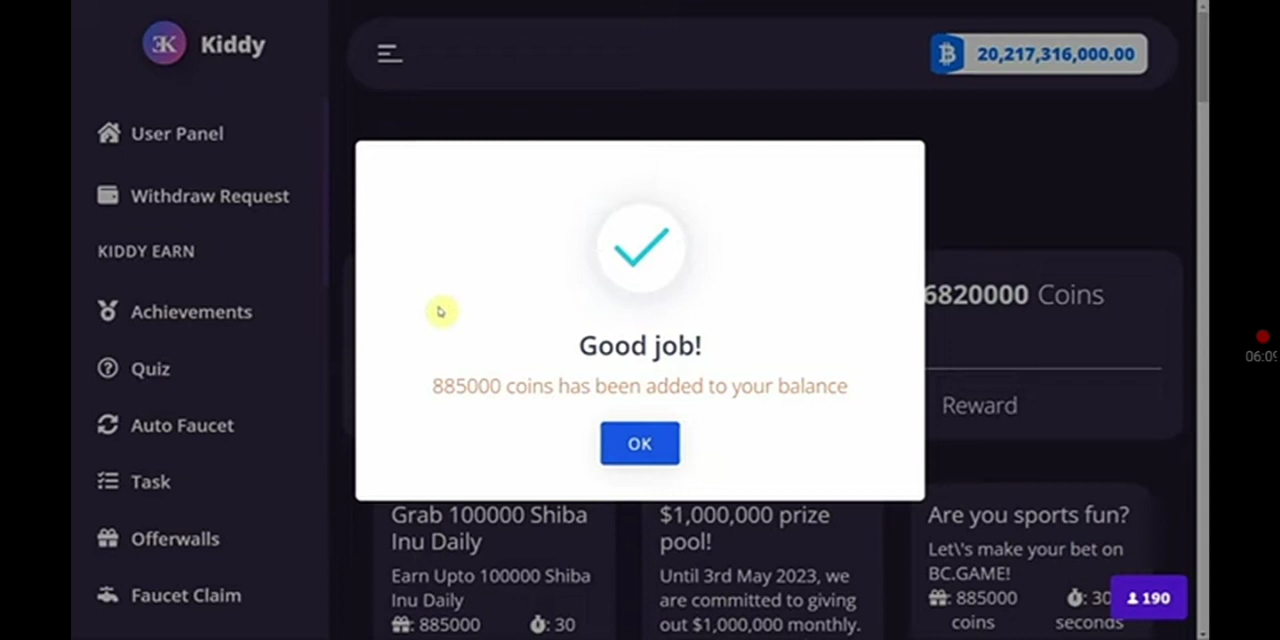 Kiddy
20,217,316,000.00
User Panel
Withdraw Request
KIDDY EARN
Achievements
Quiz
Auto Faucet
Task
Offerwalls
Faucet Claim
Good job!
885000 coins has been added to your balance
OK
6820000 Coins
Reward
Grab 100000 Shiba
Inu Daily
Earn Upto 100000 Shiba
Inu Daily
885000
30
$1,000,000 prize
pool!
Until 3rd May 2023, we
are committed to giving
out $1,000,000 monthly.
Are you sports fun?
Let\'s make your bet on
BC.GAME!
885000
coins
30
seconds
190